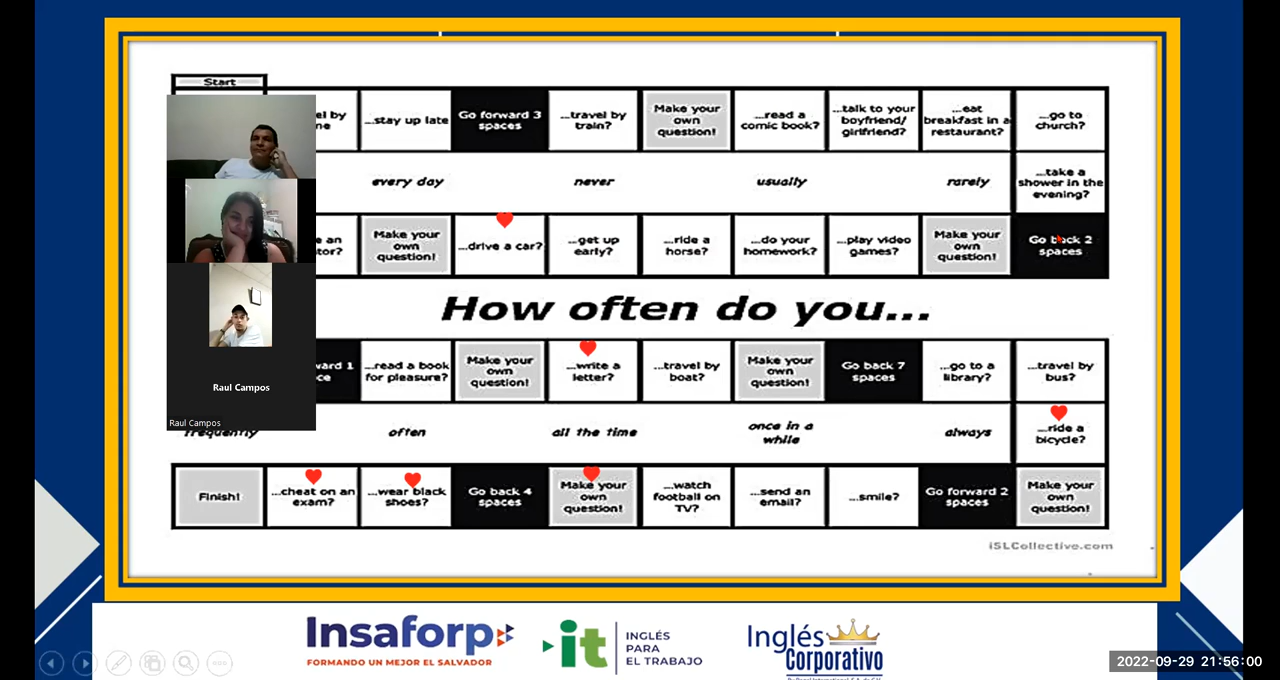 Start
...stay up late
Go forward 3
spaces
...travel by
train?
Make your
own
question!
...read a
comic book?
...talk to your
boyfriend/
girlfriend?
...eat
breakfast in a
restaurant?
...go to
church?
every day
never
usually
rarely
...take a
shower in the
evening?
Make your
own
question!
...drive a car?
...get up
early?
...ride a
horse?
...do your
homework?
...play video
games?
Make your
own
question!
Go back 2
spaces
How often do you...
...read a book
for pleasure?
Make your
own
question!
...write a
letter?
...travel by
boat?
Make your
own
question!
Go back 7
spaces
...go to a
library?
...travel by
bus?
Raul Campos
Raul Campos
frequently
often
all the time
once in a
while
always
...ride a
bicycle?
Finish!
...cheat on an
exam?
...wear black
shoes?
Go back 4
spaces
Make your
own
question!
...watch
football on
TV?
...send an
email?
...smile?
Go forward 2
spaces
Make your
own
question!
iSLCollective.com
Insaforp
FORMANDO UN MEJOR EL SALVADOR
it
INGLÉS
PARA
EL TRABAJO
Inglés
Corporativo
2022-09-29 21:56:00